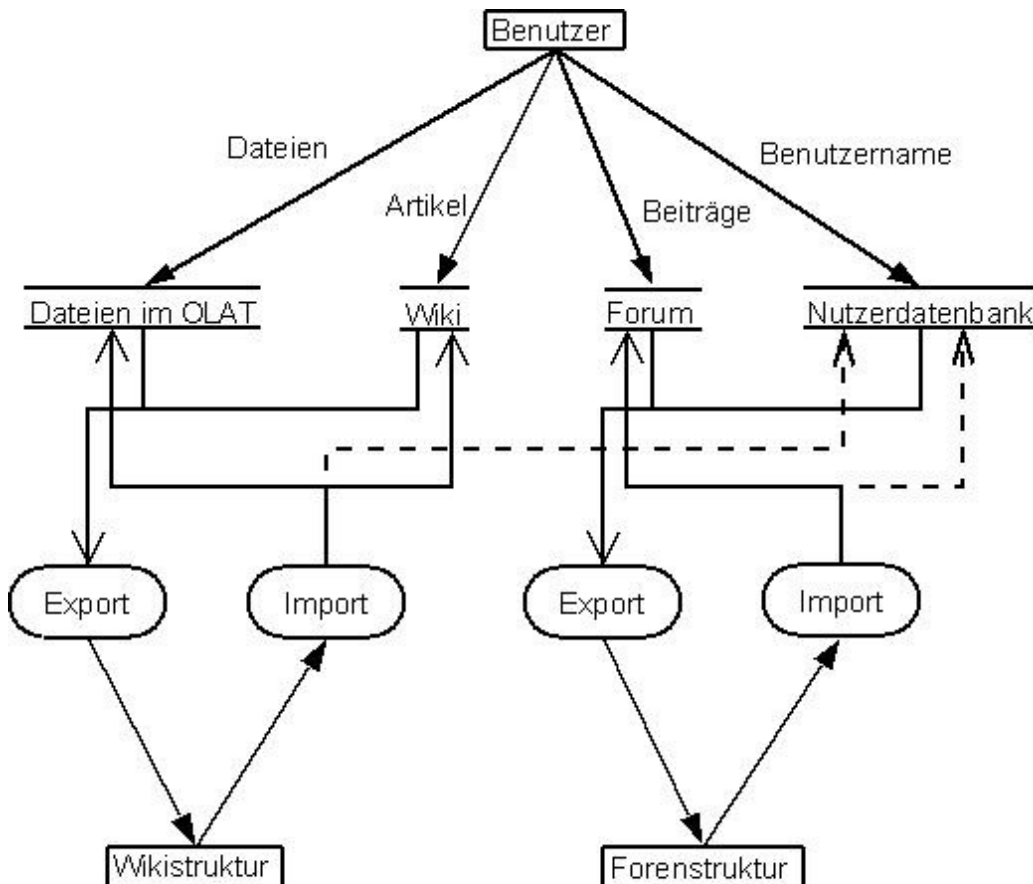 Benutzer
Dateien
Benutzername
Artikel
Beiträge
Dateien im OLAT
Wiki
Forum
Nutzerdatenbank
Export
Import
Export
Import
Wikistruktur
Forenstruktur